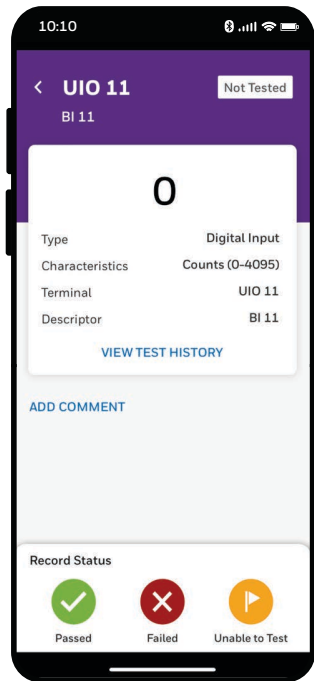 10:10
UIO 11
Not Tested
BI 11
0
Type Digital Input
Characteristics Counts (0-4095)
Terminal UIO 11
Descriptor BI 11
VIEW TEST HISTORY
ADD COMMENT
Record Status
Passed Failed Unable to Test